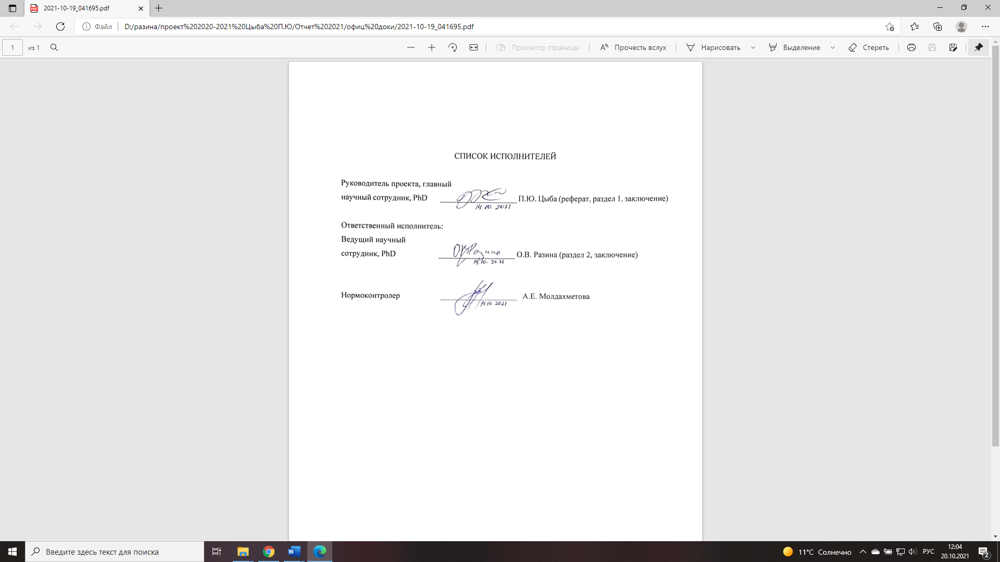 2021-10-19_041695.pdf
Файл
D:/разина/проект%202020-2021%20Цыба%20П.Ю/Отчет%202021/офиц%20доки/2021-10-19_041695.pdf
1 из 1
Просмотр страницы
Прочесть вслух
Нарисовать
Выделение
Стереть
СПИСОК ИСПОЛНИТЕЛЕЙ
Руководитель проекта, главный
научный сотрудник, PhD П.Ю. Цыба (реферат, раздел 1, заключение)
14.10.2021
Ответственный исполнитель:
Ведущий научный
сотрудник, PhD ОВРазина О.В. Разина (раздел 2, заключение)
14.10.2021
Нормоконтролер А.Е. Молдахметова
14.10.2021
Введите здесь текст для поиска
11°C Солнечно
РУС
12:04
20.10.2021
2